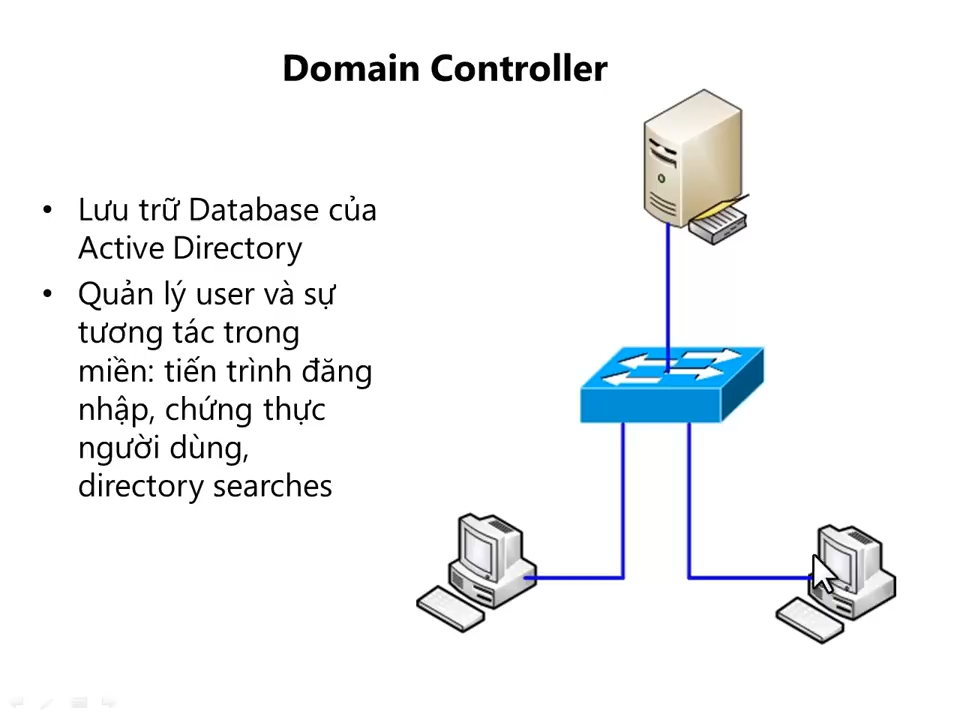 Domain Controller
• Lưu trữ Database của
Active Directory
• Quản lý user và sự
tương tác trong
miền: tiến trình đăng
nhập, chứng thực
người dùng,
directory searches